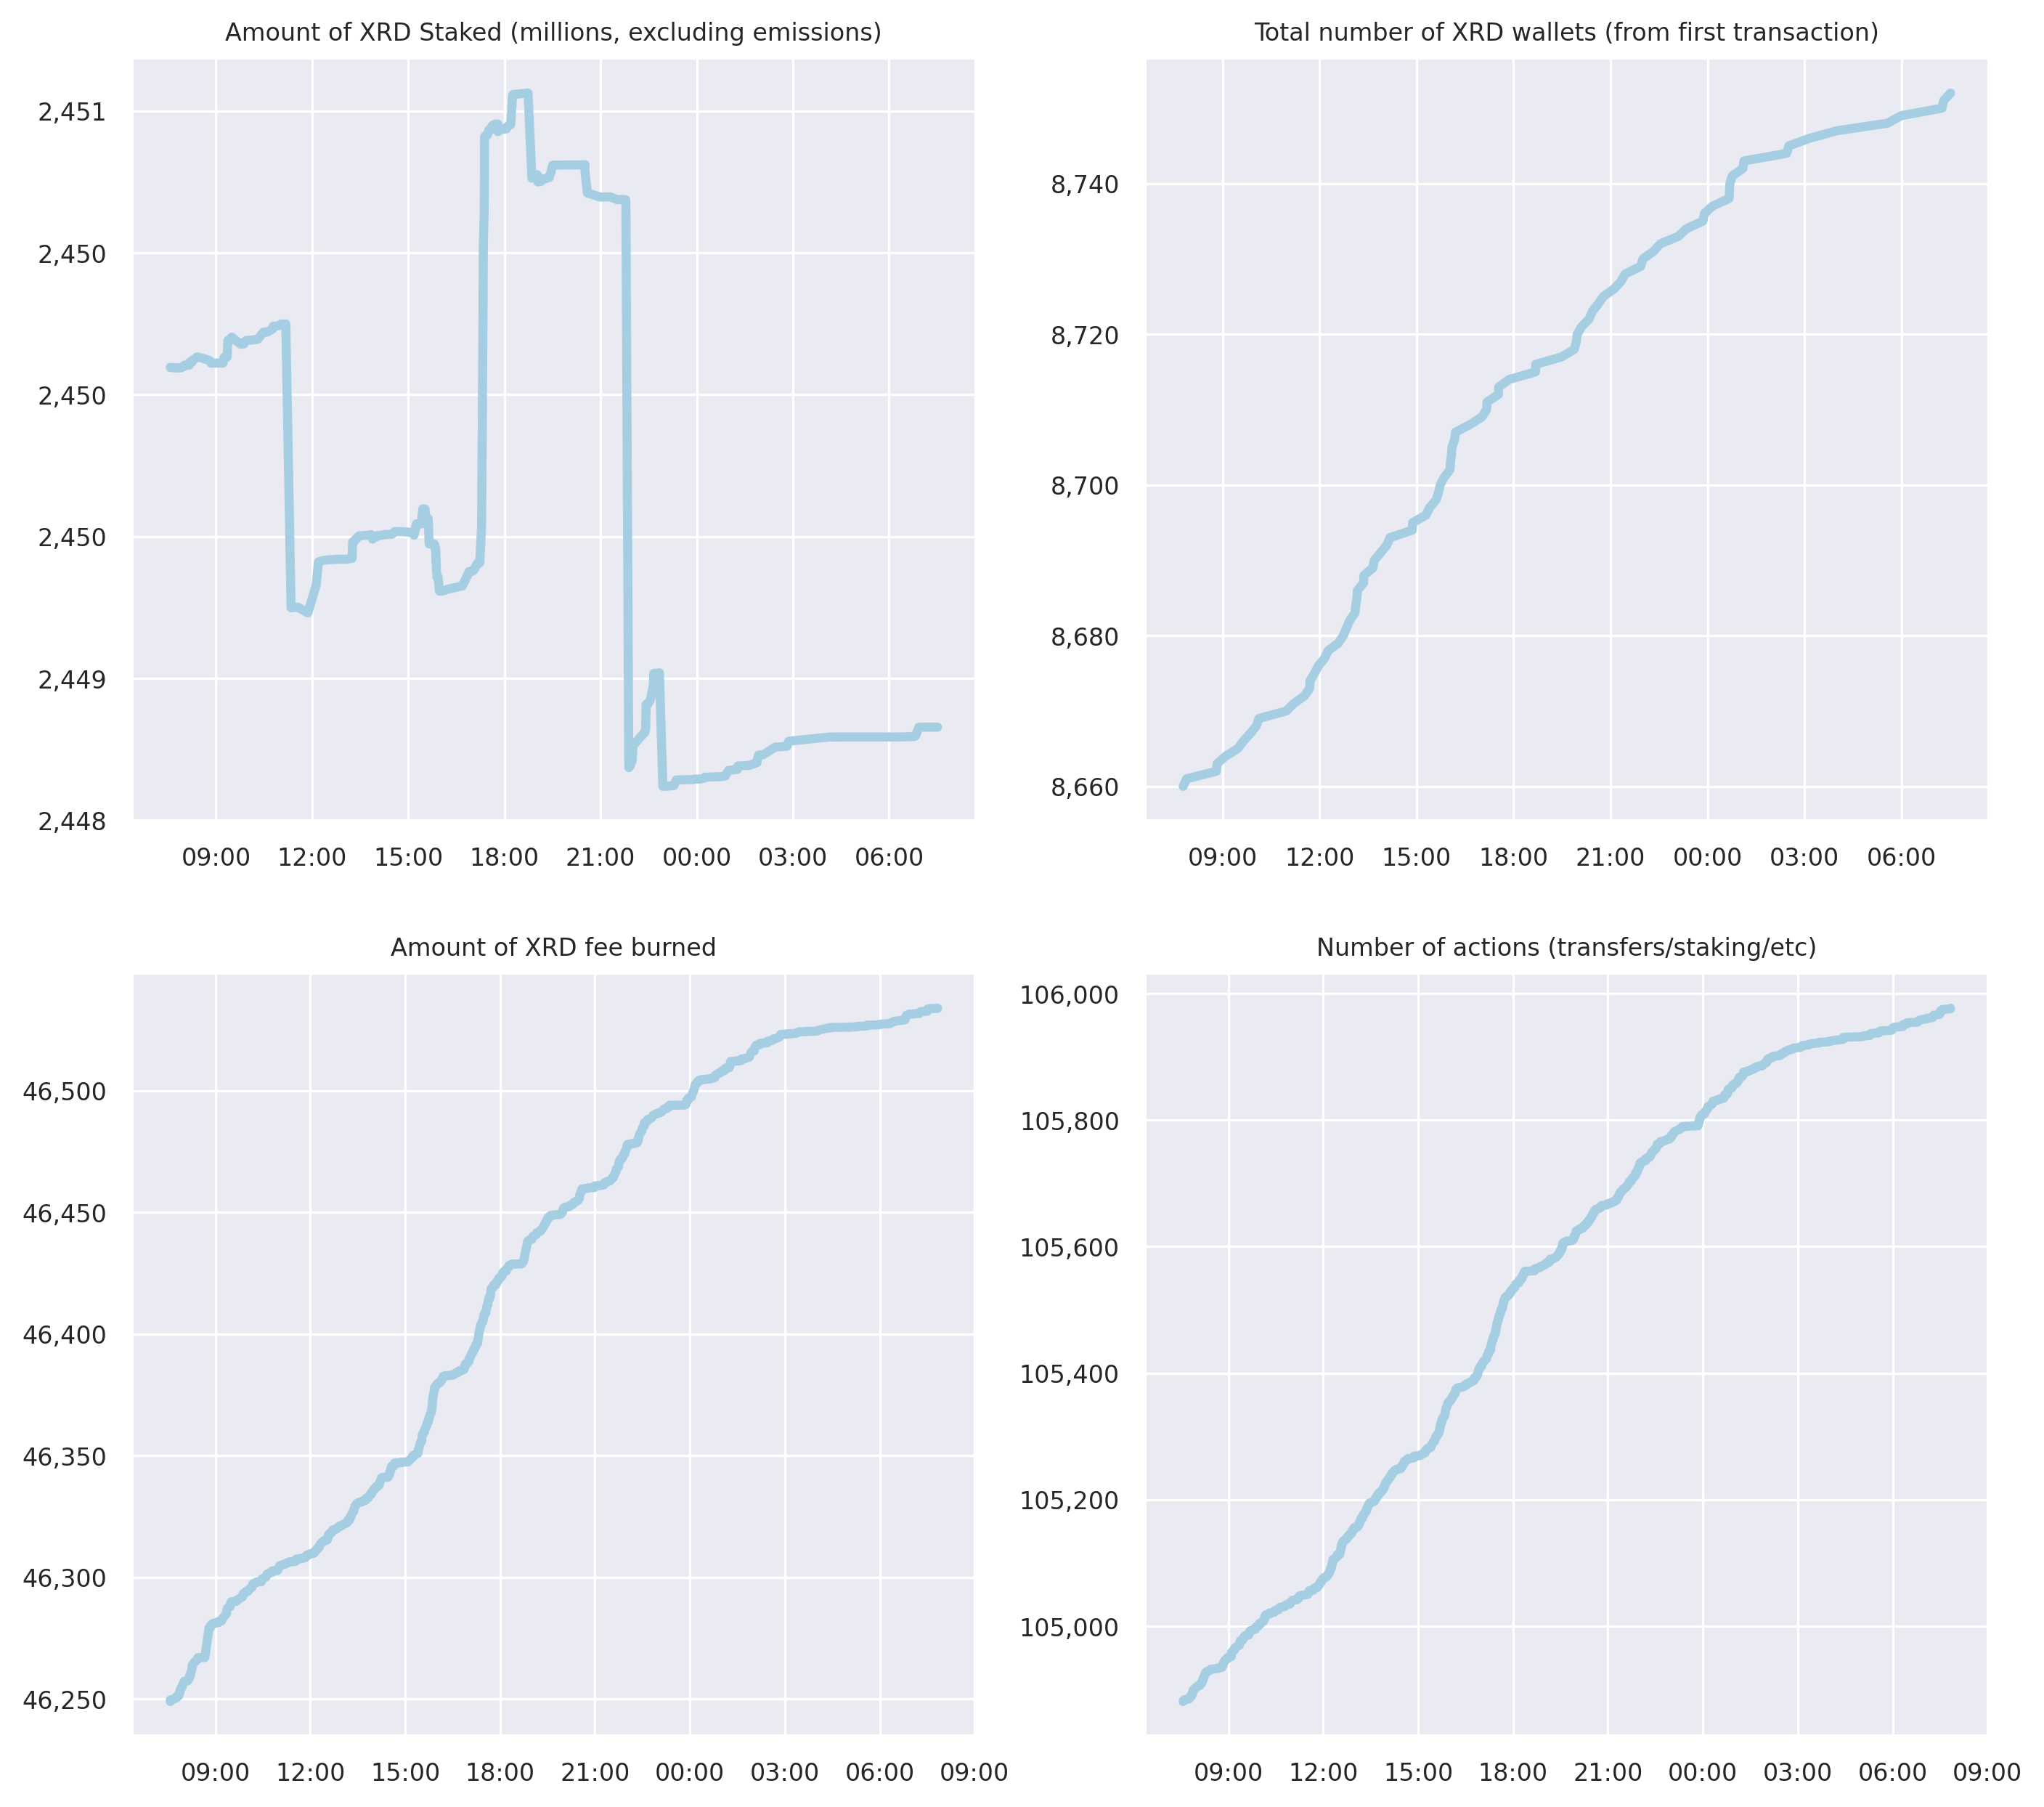 Amount of XRD Staked (millions, excluding emissions)
2,451
2,450
2,450
2,450
2,449
2,448
09:00 12:00 15:00 18:00 21:00 00:00 03:00 06:00
Total number of XRD wallets (from first transaction)
8,740
8,720
8,700
8,680
8,660
09:00 12:00 15:00 18:00 21:00 00:00 03:00 06:00
Amount of XRD fee burned
46,500
46,450
46,400
46,350
46,300
46,250
09:00 12:00 15:00 18:00 21:00 00:00 03:00 06:00 09:00
Number of actions (transfers/staking/etc)
106,000
105,800
105,600
105,400
105,200
105,000
09:00 12:00 15:00 18:00 21:00 00:00 03:00 06:00 09:00